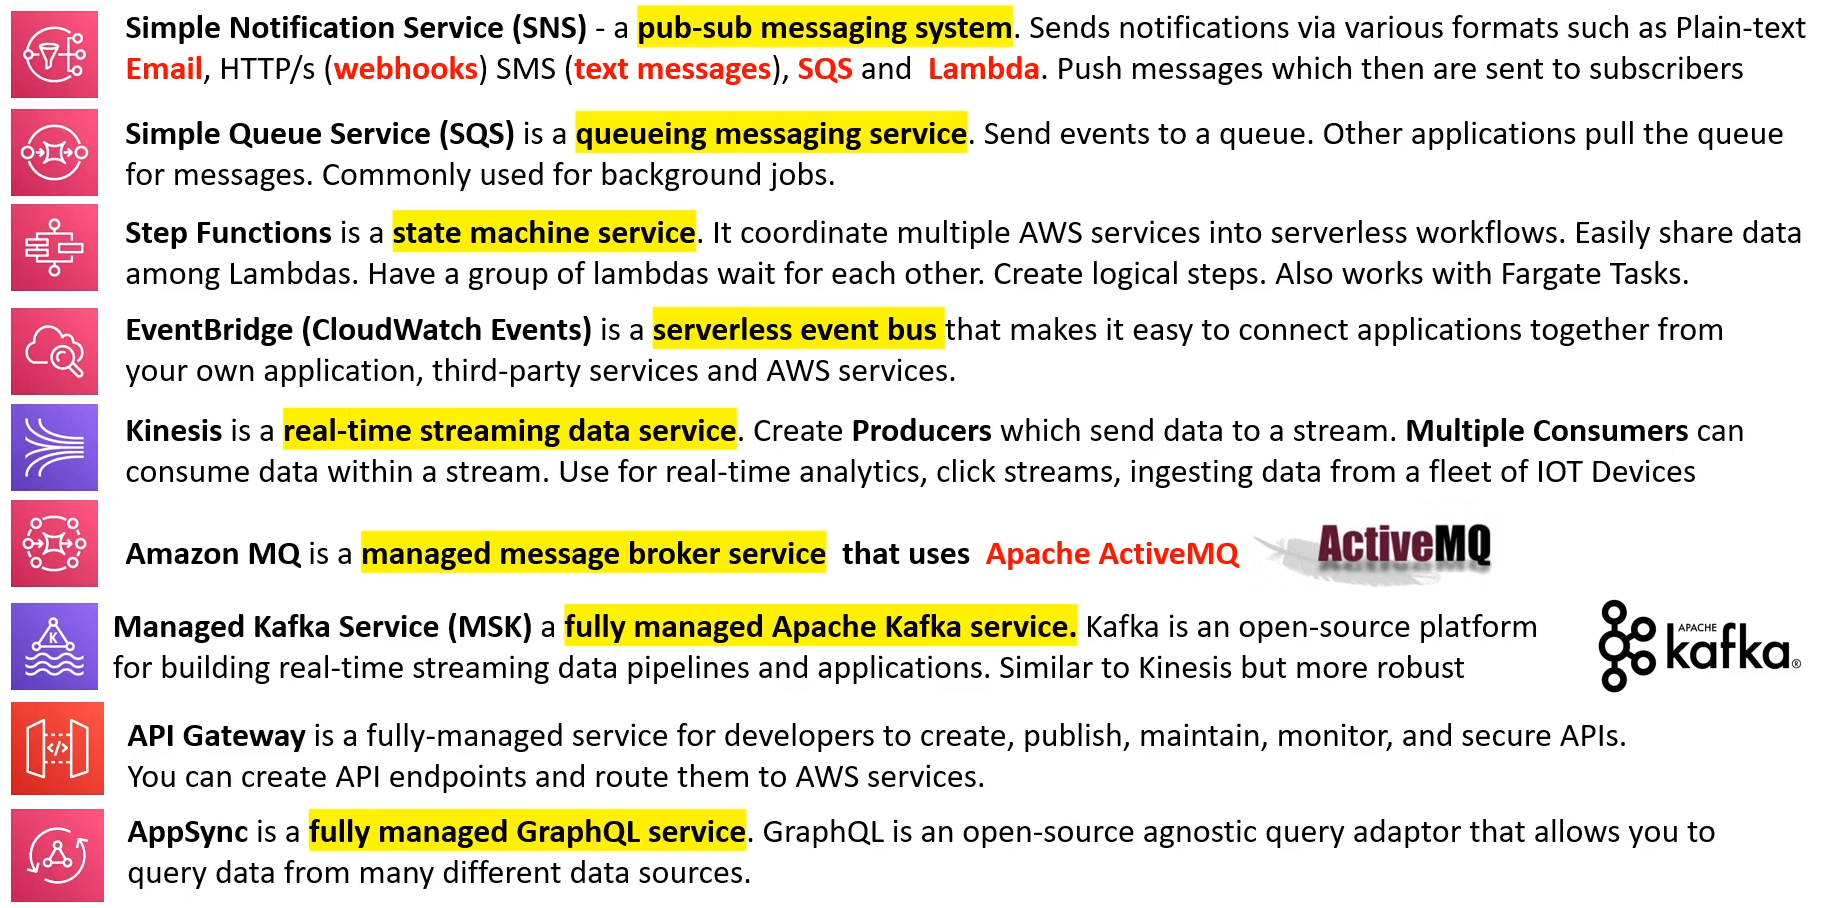 Simple Notification Service (SNS) - a pub-sub messaging system. Sends notifications via various formats such as Plain-text
Email, HTTP/s (webhooks) SMS (text messages), SQS and Lambda. Push messages which then are sent to subscribers
Simple Queue Service (SQS) is a queueing messaging service. Send events to a queue. Other applications pull the queue
for messages. Commonly used for background jobs.
Step Functions is a state machine service. It coordinate multiple AWS services into serverless workflows. Easily share data
among Lambdas. Have a group of lambdas wait for each other. Create logical steps. Also works with Fargate Tasks.
EventBridge (CloudWatch Events) is a serverless event bus that makes it easy to connect applications together from
your own application, third-party services and AWS services.
Kinesis is a real-time streaming data service. Create Producers which send data to a stream. Multiple Consumers can
consume data within a stream. Use for real-time analytics, click streams, ingesting data from a fleet of IOT Devices
Amazon MQ is a managed message broker service that uses Apache ActiveMQ
ActiveMQ
K
Managed Kafka Service (MSK) a fully managed Apache Kafka service. Kafka is an open-source platform
for building real-time streaming data pipelines and applications. Similar to Kinesis but more robust
APACHE
kafka®
</>
API Gateway is a fully-managed service for developers to create, publish, maintain, monitor, and secure APIs.
You can create API endpoints and route them to AWS services.
AppSync is a fully managed GraphQL service. GraphQL is an open-source agnostic query adaptor that allows you to
query data from many different data sources.